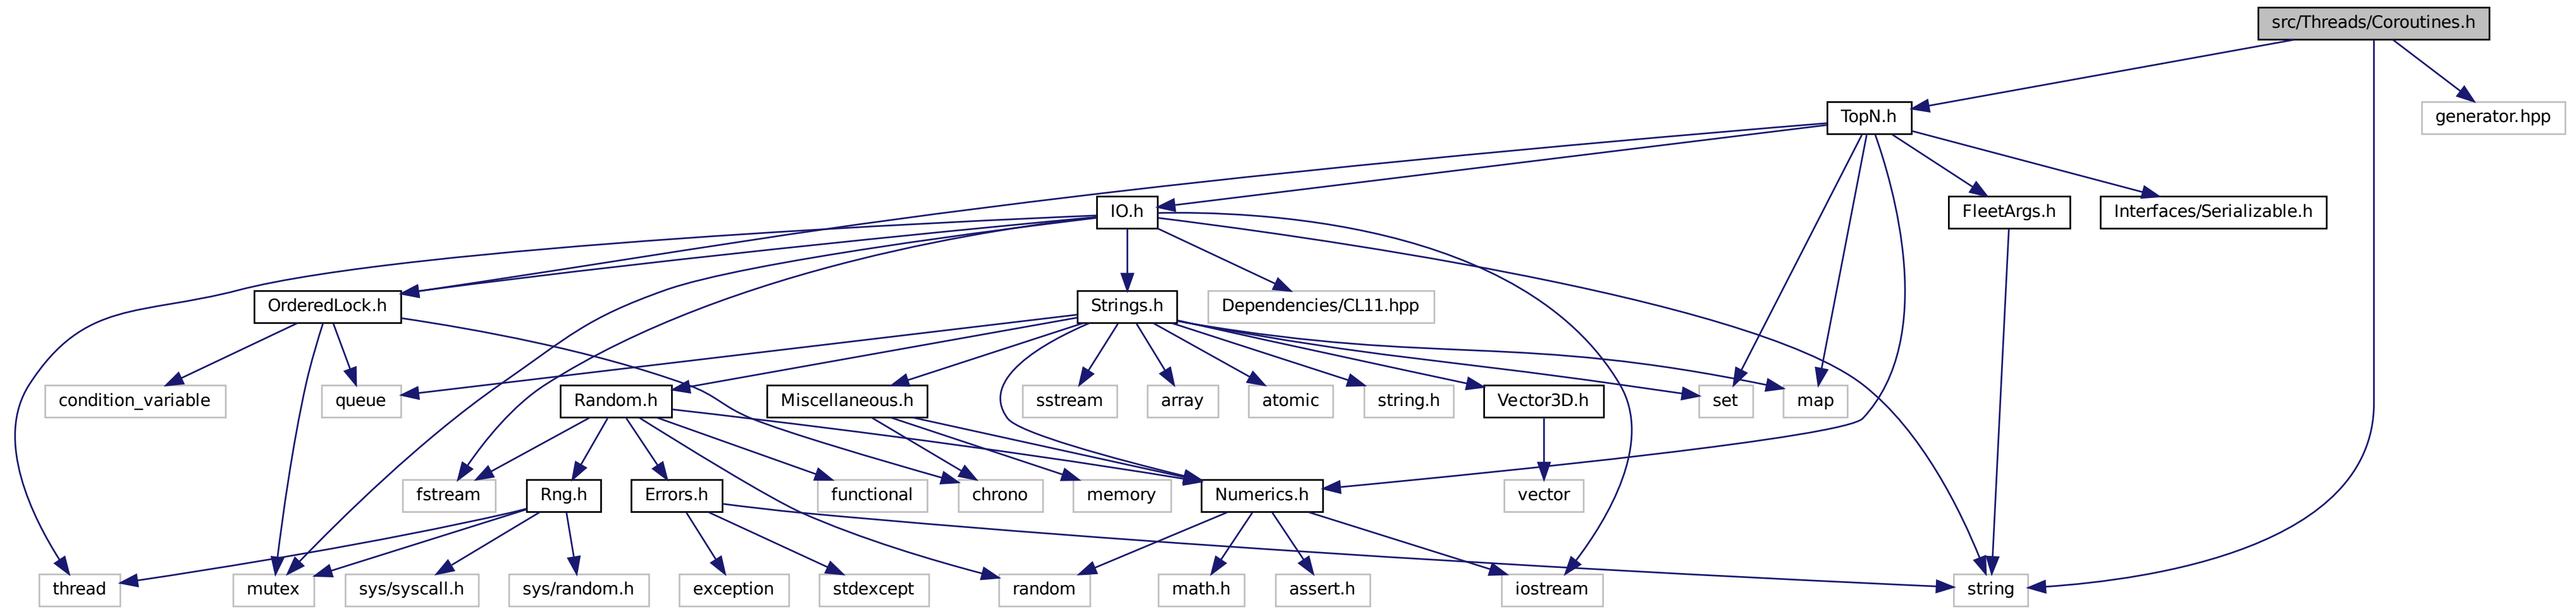 src/Threads/Coroutines.h
TopN.h
generator.hpp
IO.h
FleetArgs.h
Interfaces/Serializable.h
OrderedLock.h
Strings.h
Dependencies/CL11.hpp
condition_variable
queue
Random.h
Miscellaneous.h
sstream
array
atomic
string.h
Vector3D.h
set
map
fstream
Rng.h
Errors.h
functional
chrono
memory
Numerics.h
vector
thread
mutex
sys/syscall.h
sys/random.h
exception
stdexcept
random
math.h
assert.h
iostream
string